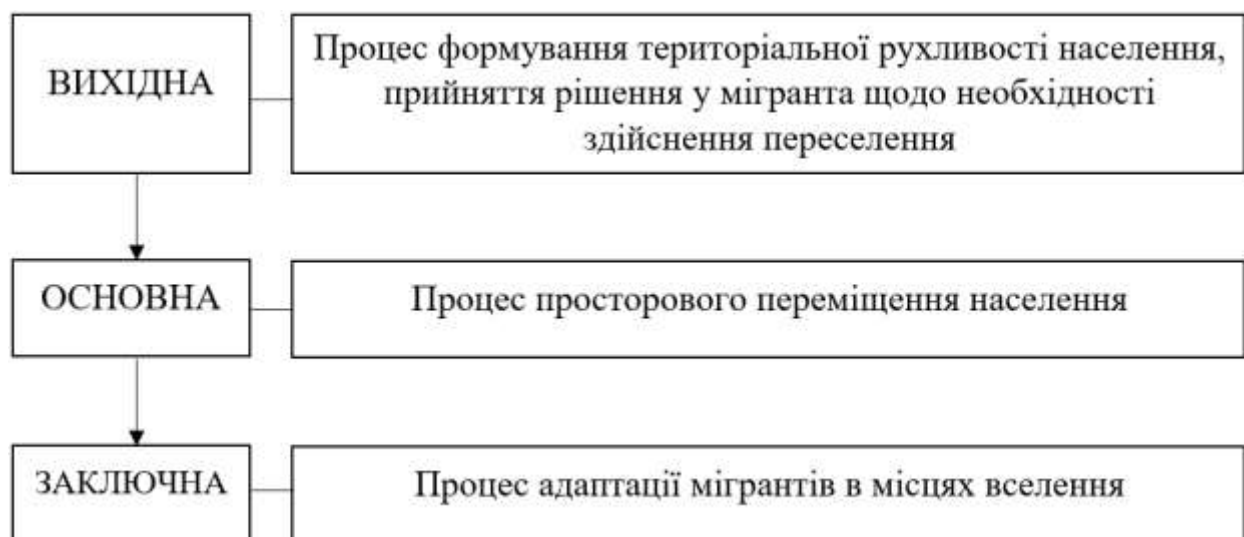 ВИХІДНА
Процес формування територіальної рухливості населення,
прийняття рішення у мігранта щодо необхідності
здійснення переселення
ОСНОВНА
Процес просторового переміщення населення
ЗАКЛЮЧНА
Процес адаптації мігрантів в місцях вселення